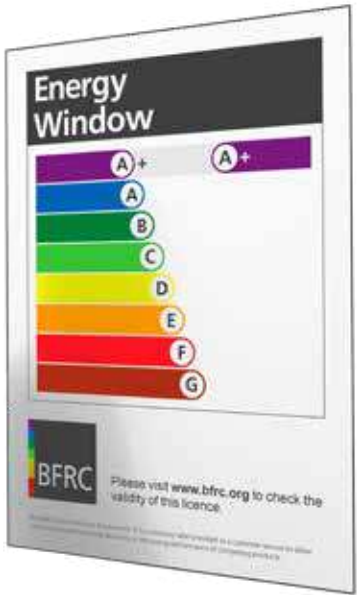 Energy
Window
A+ A+
A
B
C
D
E
F
G
BFRC
Please visit www.bfrc.org to check the
validity of this licence.